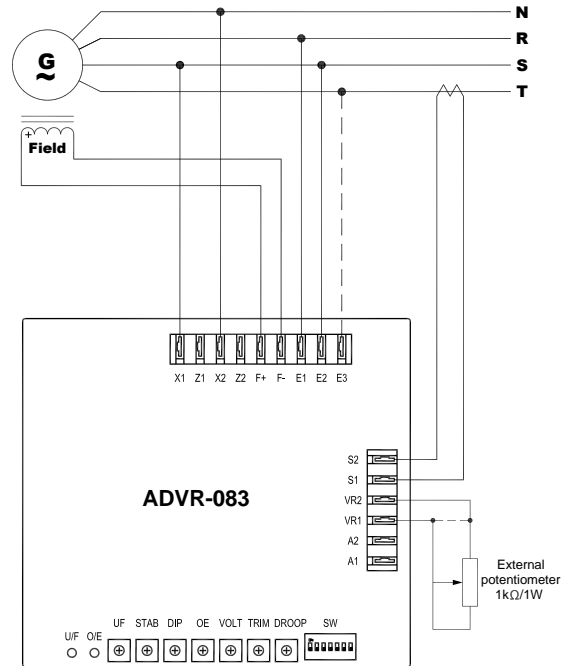 N
R
G
S
~
T
+
Field
X1 Z1 X2 Z2 F+ F- E1 E2 E3
S2
S1
ADVR-083
VR2
VR1
A2
A1
External
potentiometer
1kΩ/1W
UF STAB DIP OE VOLT TRIM DROOP SW
U/F O/E